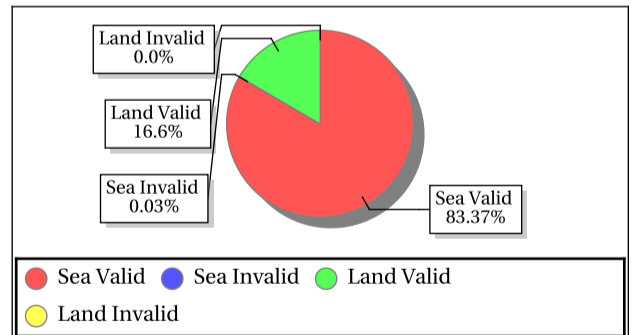 Land Invalid
0.0%
Land Valid
16.6%
Sea Invalid
0.03%
Sea Valid
83.37%
Sea Valid Sea Invalid Land Valid
Land Invalid